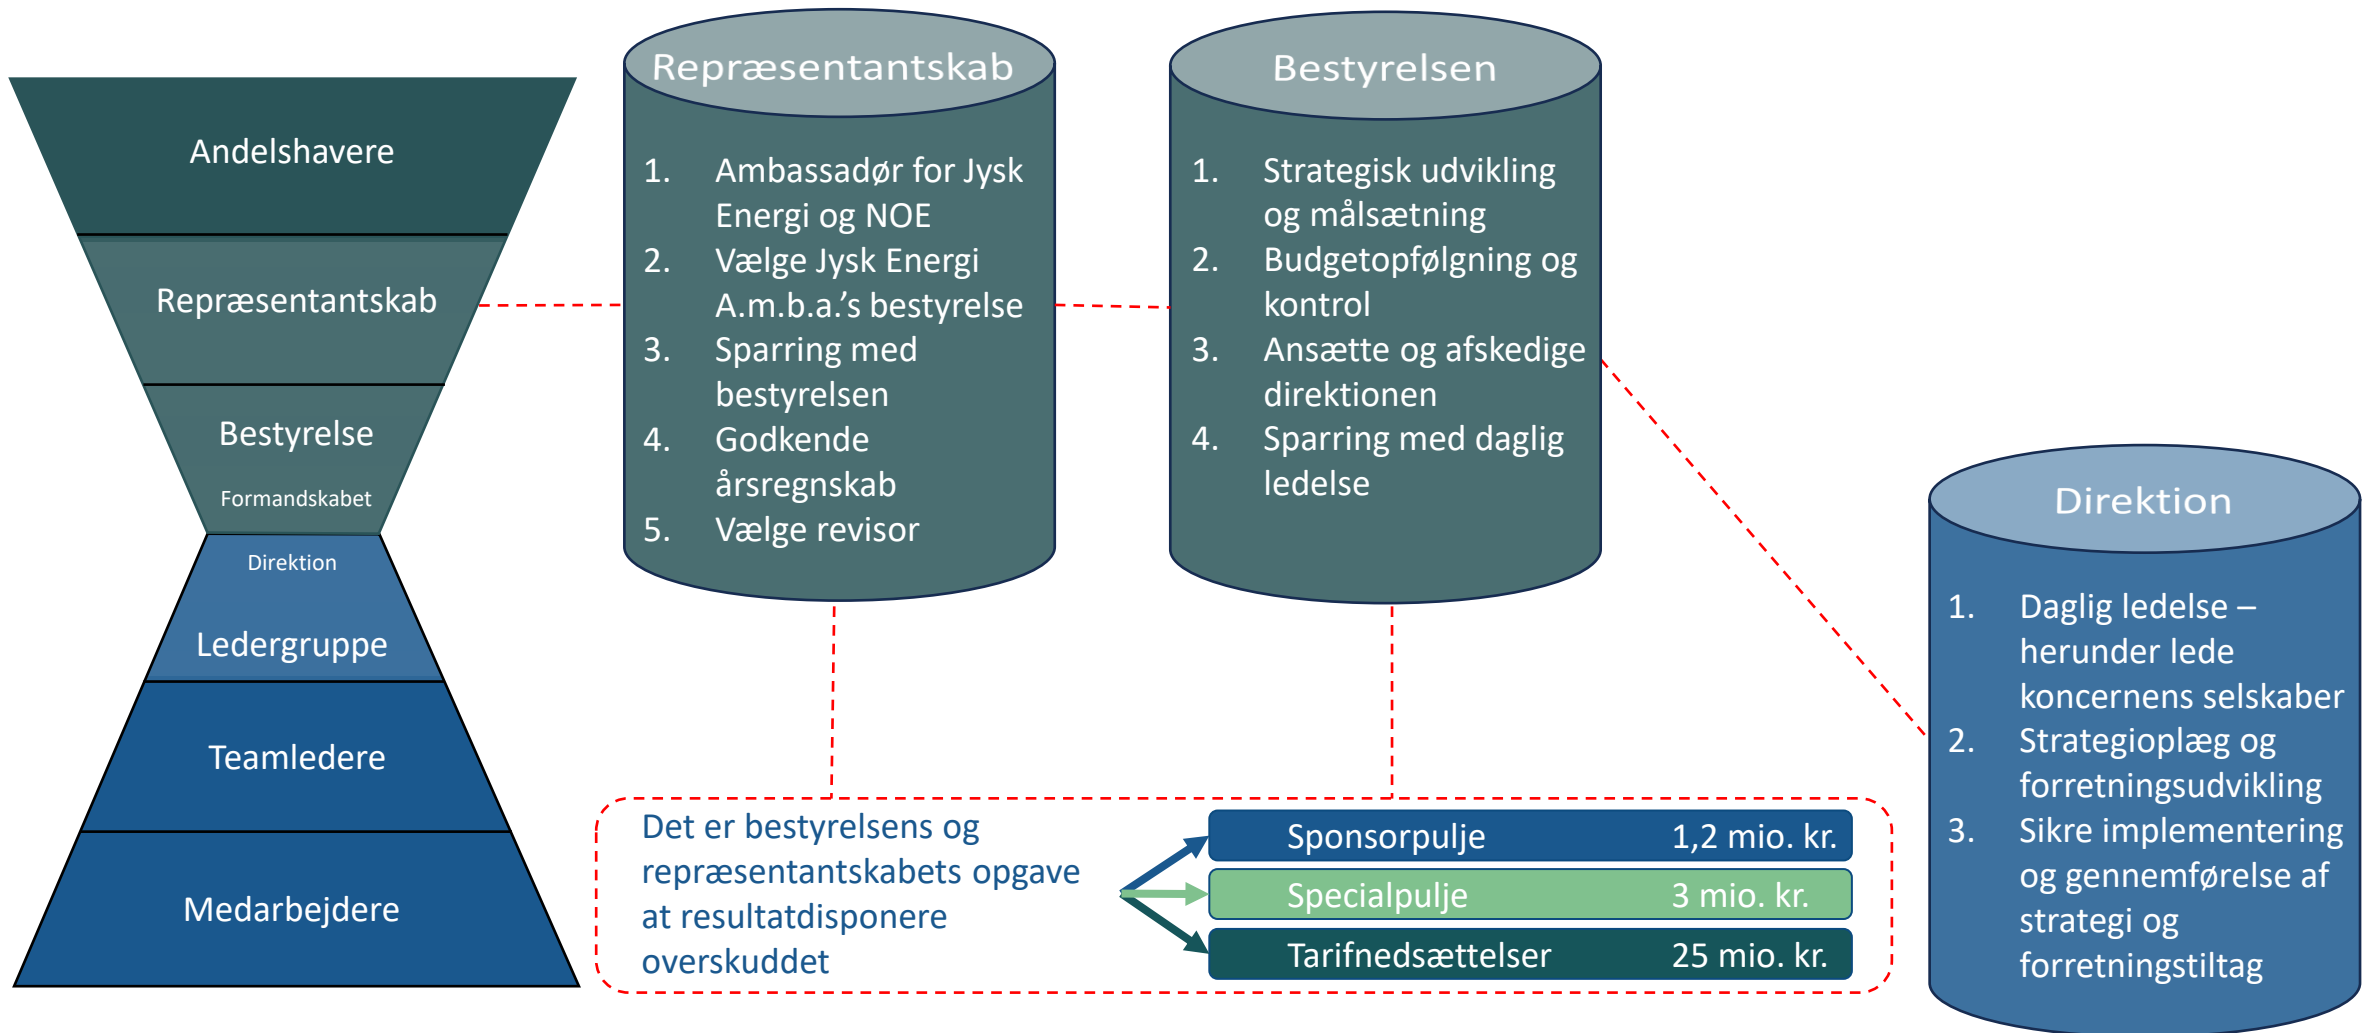 Andelshavere
Repræsentantskab
Bestyrelse
Formandskabet
Direktion
Ledergruppe
Teamledere
Medarbejdere
Repræsentantskab
1. Ambassadør for Jysk
Energi og NOE
2. Vælge Jysk Energi
A.m.b.a.’s bestyrelse
3. Sparring med
bestyrelsen
4. Godkende
årsregnskab
5. Vælge revisor
Bestyrelsen
1. Strategisk udvikling
og målsætning
2. Budgetopfølgning og
kontrol
3. Ansætte og afskedige
direktionen
4. Sparring med daglig
ledelse
Direktion
1. Daglig ledelse –
herunder lede
koncernens selskaber
2. Strategioplæg og
forretningsudvikling
3. Sikre implementering
og gennemførelse af
strategi og
forretningstiltag
Det er bestyrelsens og
repræsentantskabets opgave
at resultatdisponere
overskuddet
Sponsorpulje 1,2 mio. kr.
Specialpulje 3 mio. kr.
Tarifnedsættelser 25 mio. kr.